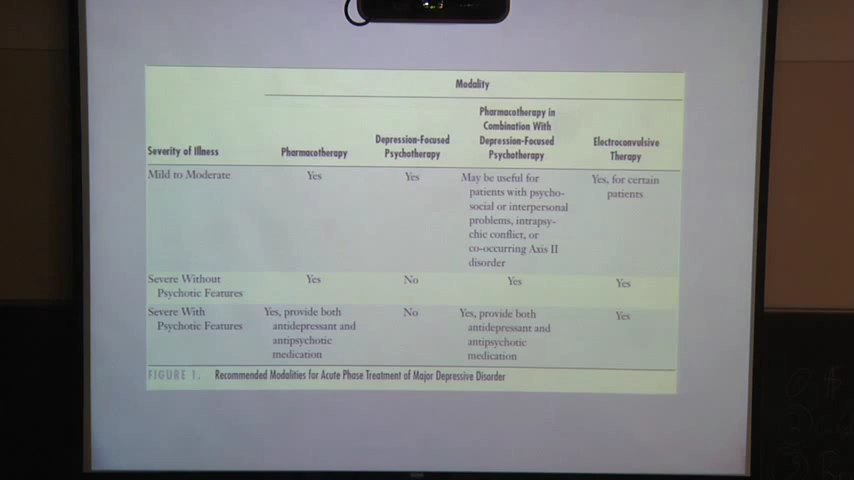 Modality
Severity of Illness
Pharmacotherapy
Depression-Focused
Psychotherapy
Pharmacotherapy in
Combination With
Depression-Focused
Psychotherapy
Electroconvulsive
Therapy
Mild to Moderate
Yes
Yes
May be useful for
patients with psycho-
social or interpersonal
problems, intrapsy-
chic conflict, or
co-occurring Axis II
disorder
Yes, for certain
patients
Severe Without
Psychotic Features
Yes
No
Yes
Yes
Severe With
Psychotic Features
Yes, provide both
antidepressant and
antipsychotic
medication
No
Yes, provide both
antidepressant and
antipsychotic
medication
Yes
FIGURE 1. Recommended Modalities for Acute Phase Treatment of Major Depressive Disorder